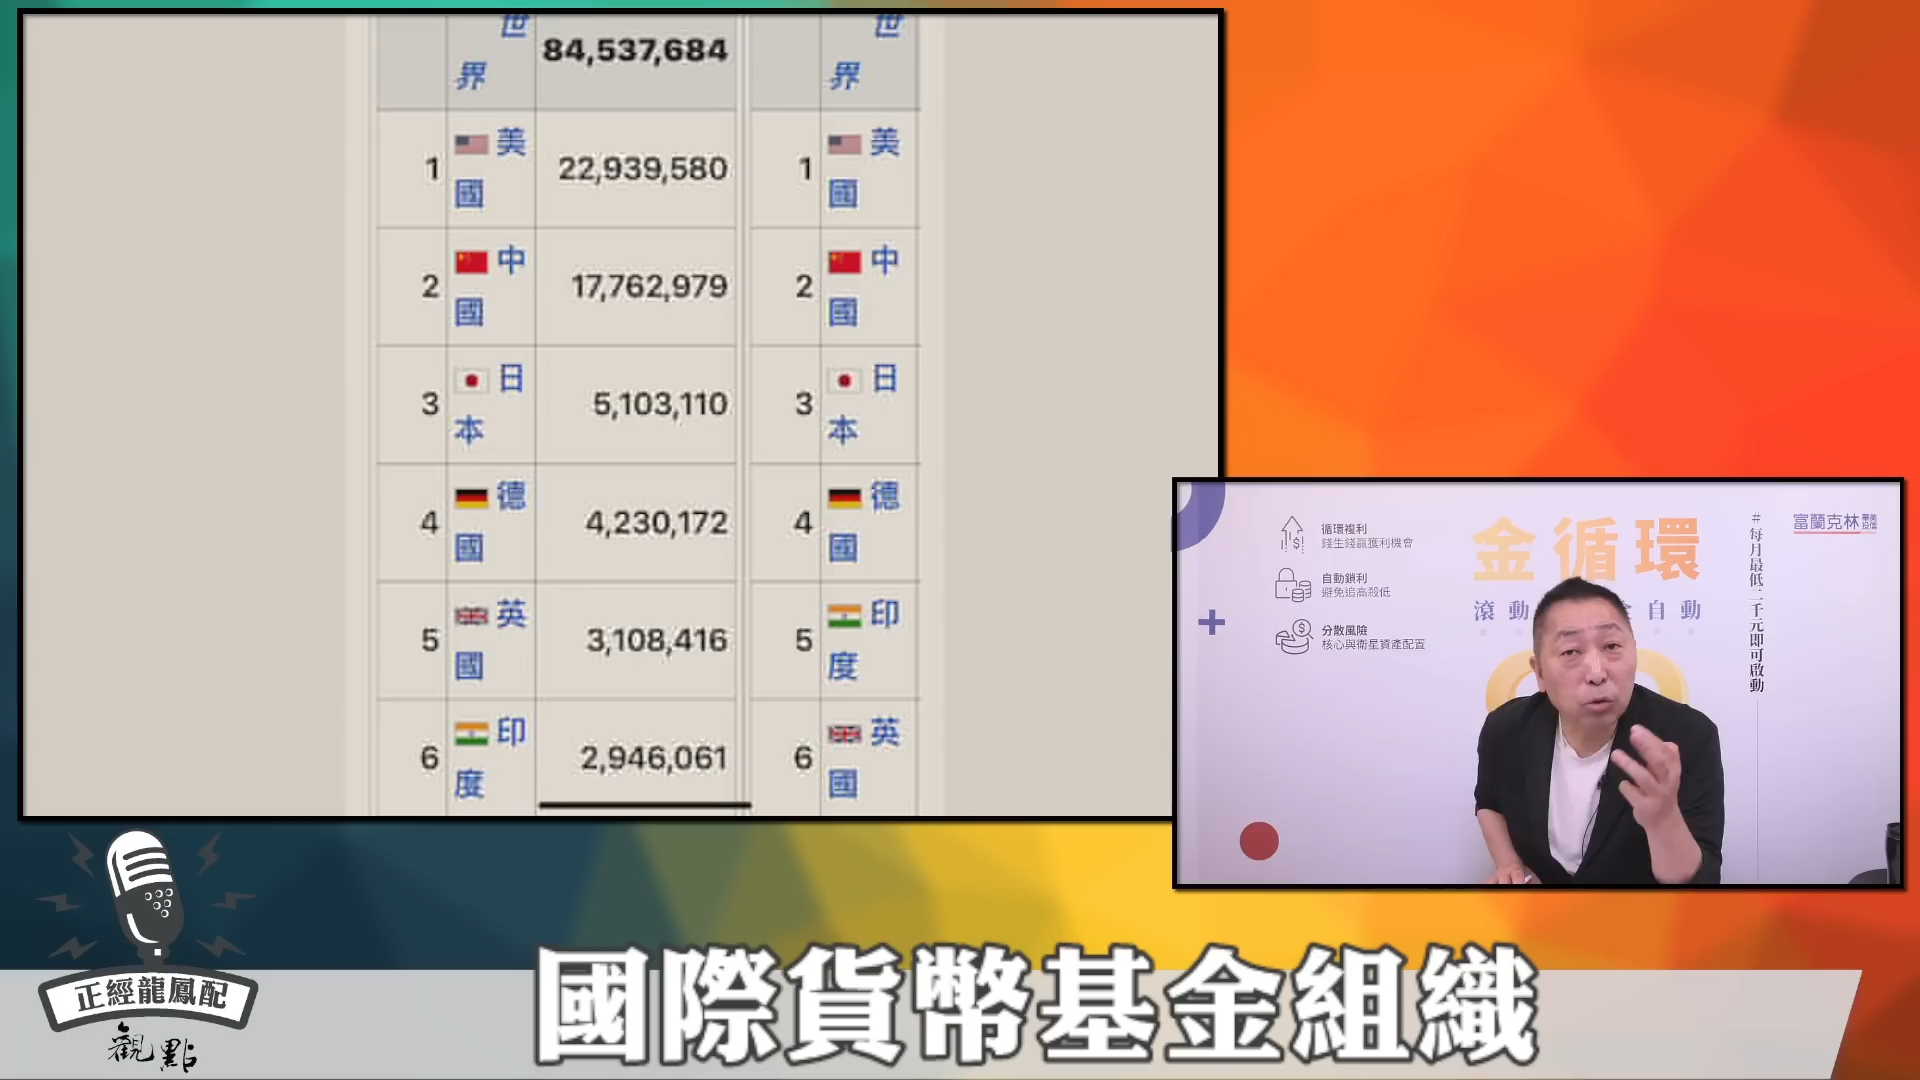 世界 84,537,684 世界
1 美國 22,939,580 1 美國
2 中國 17,762,979 2 中國
3 日本 5,103,110 3 日本
4 德國 4,230,172 4 德國
5 英國 3,108,416 5 印度
6 印度 2,946,061 6 英國
循環複利
錢生錢贏獲利機會
自動鎖利
避免追高殺低
分散風險
核心與衛星資產配置
金循環
滾動
自動
#每月最低二千元即可啟動
富蘭克林華美投信
正經龍鳳配
觀點
國際貨幣基金組織